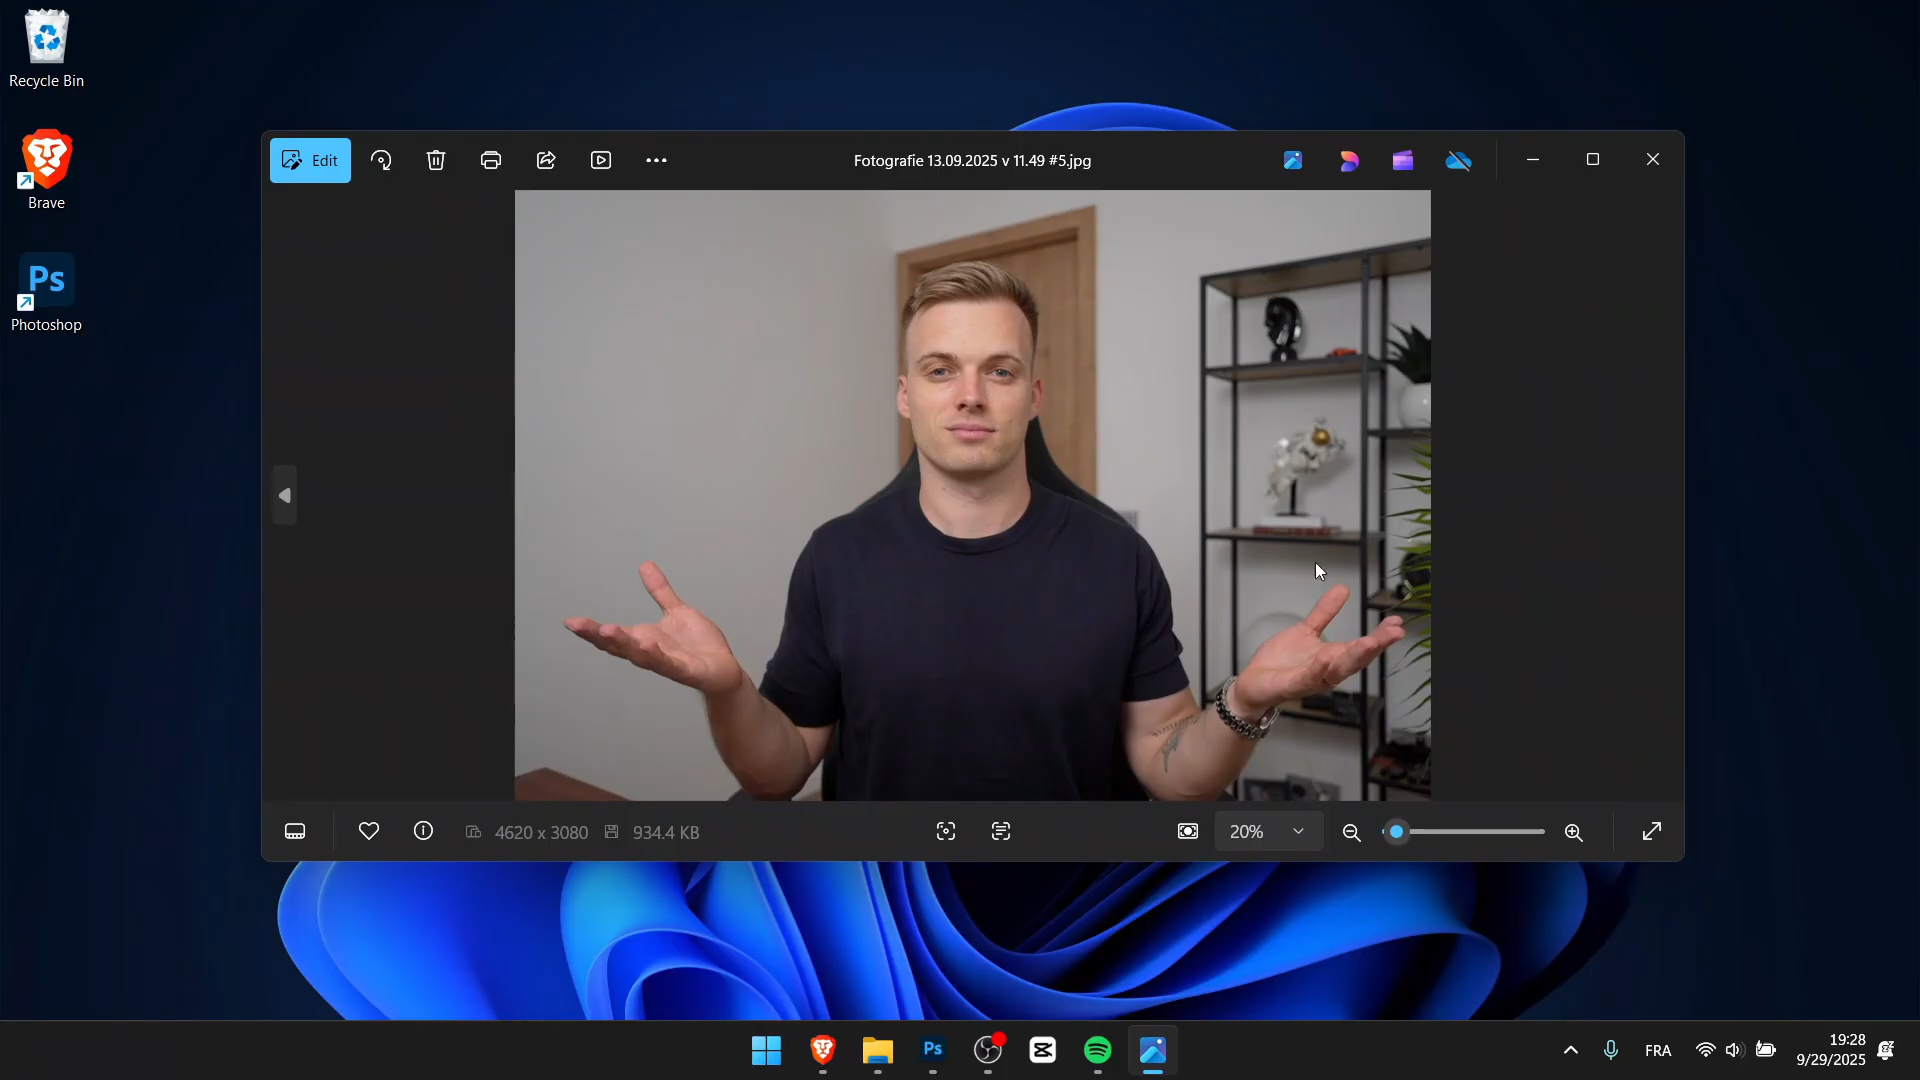 Recycle Bin
Brave
Ps
Photoshop
Edit
Fotografie 13.09.2025 v 11.49 #5.jpg
4620 x 3080
934.4 KB
20%
Ps
FRA
19:28
9/29/2025